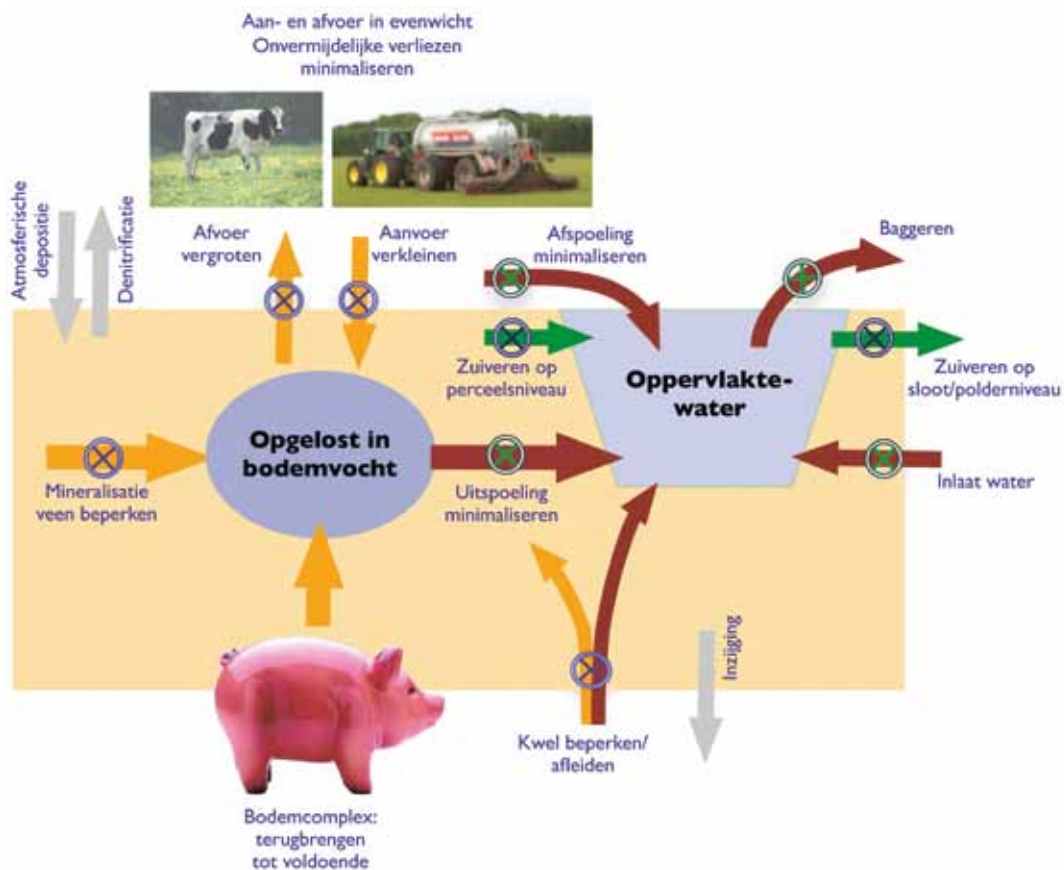 Aan- en afvoer in evenwicht
Onvermijdelijke verliezen
minimaliseren
Atmosferische
depositie
Denitrificatie
Afvoer
vergroten
Aanvoer
verkleinen
Afspoeling
minimaliseren
Baggeren
Zuiveren op
perceelsniveau
Oppervlakte-
water
Zuiveren op
sloot/polderniveau
Opgelost in
bodemvocht
Mineralisatie
veen beperken
Uitspoeling
minimaliseren
Inlaat water
Inzijging
Kwel beperken/
afleiden
Bodemcomplex:
terugbrengen
tot voldoende